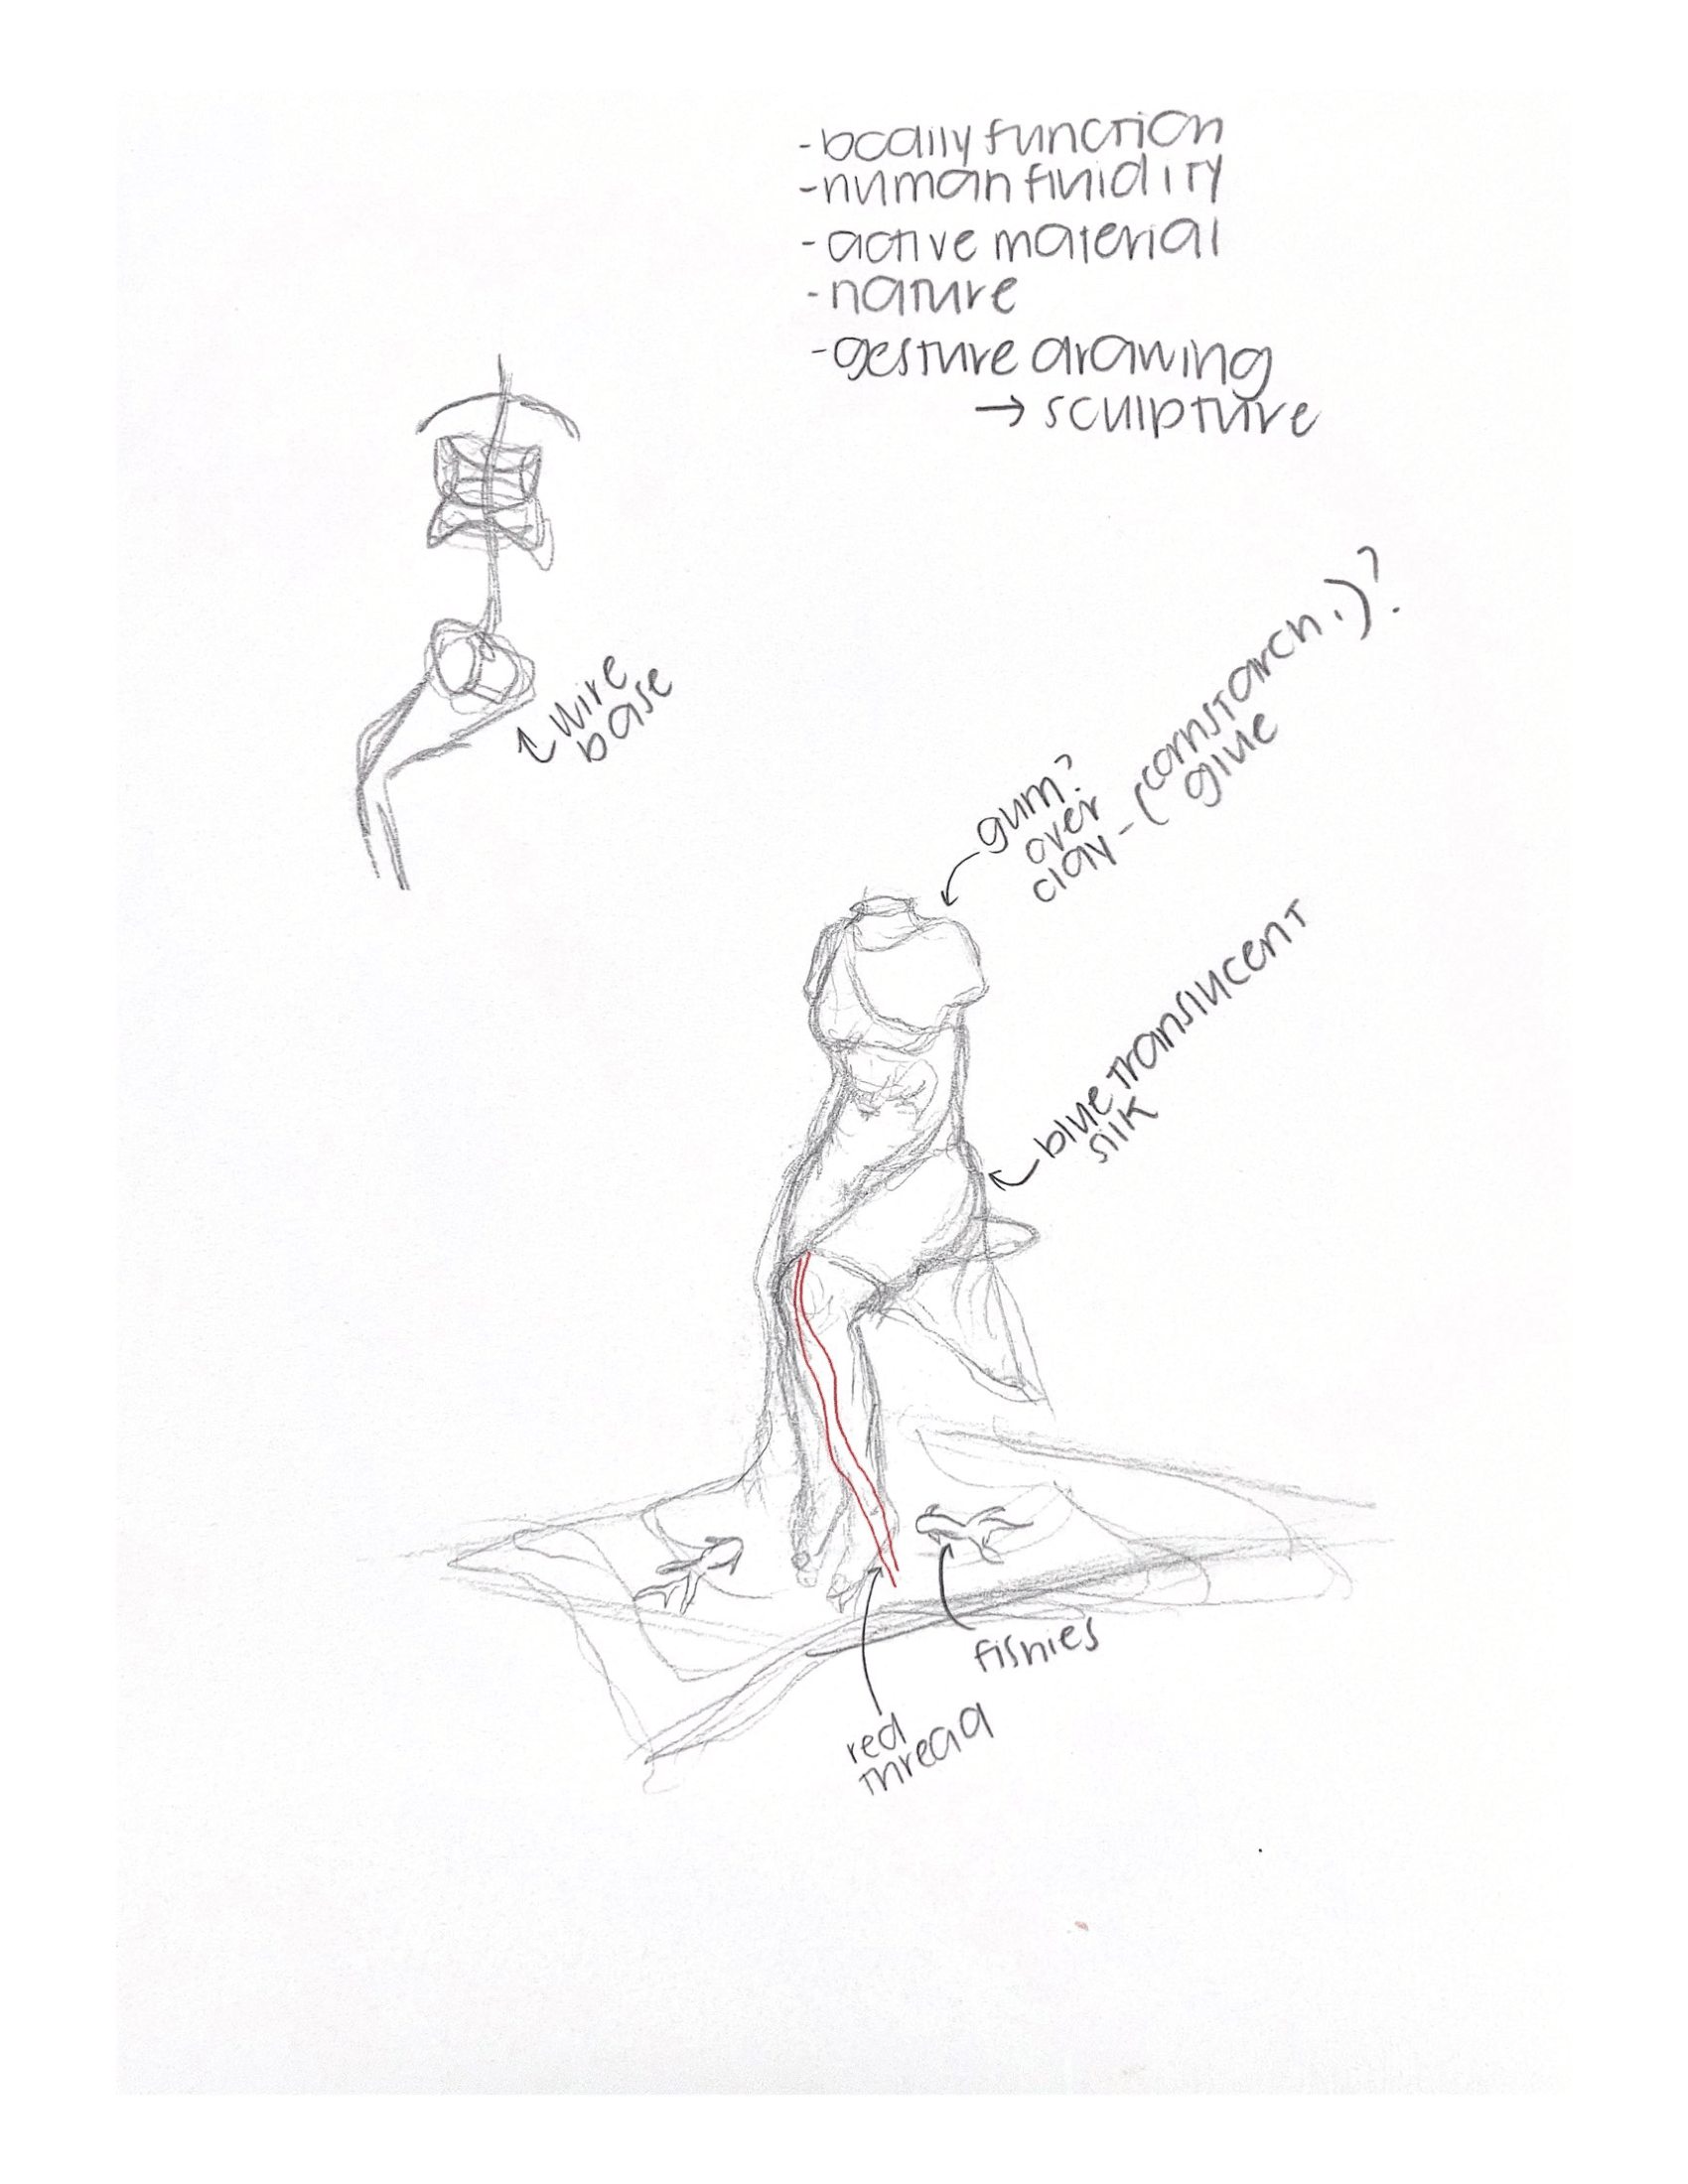 -bodily function
-human fluidity
-active material
-nature
-gesture drawing
→ sculpture
wire
base
gum?
over
clay-(cornstarch,)?
glue
blue translucent
silk
fishies
red
thread